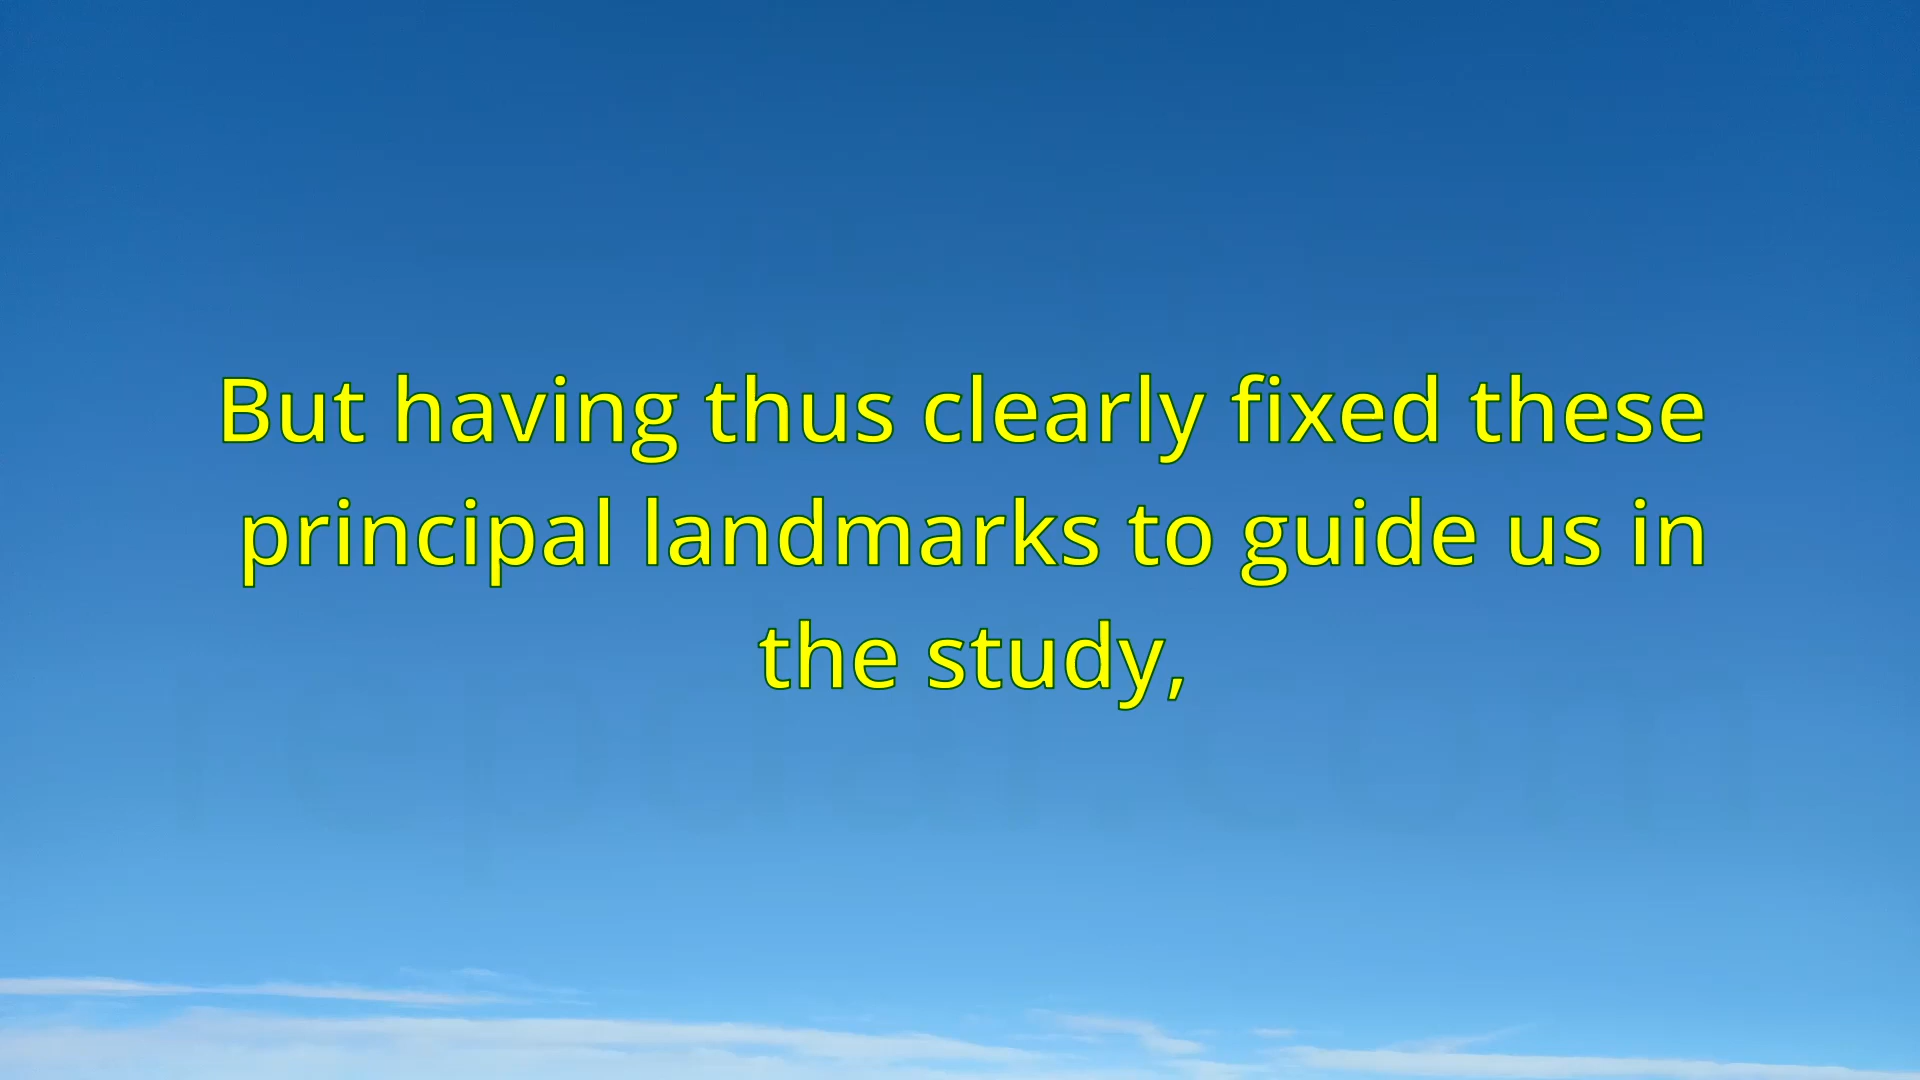 But having thus clearly fixed these
principal landmarks to guide us in
the study,